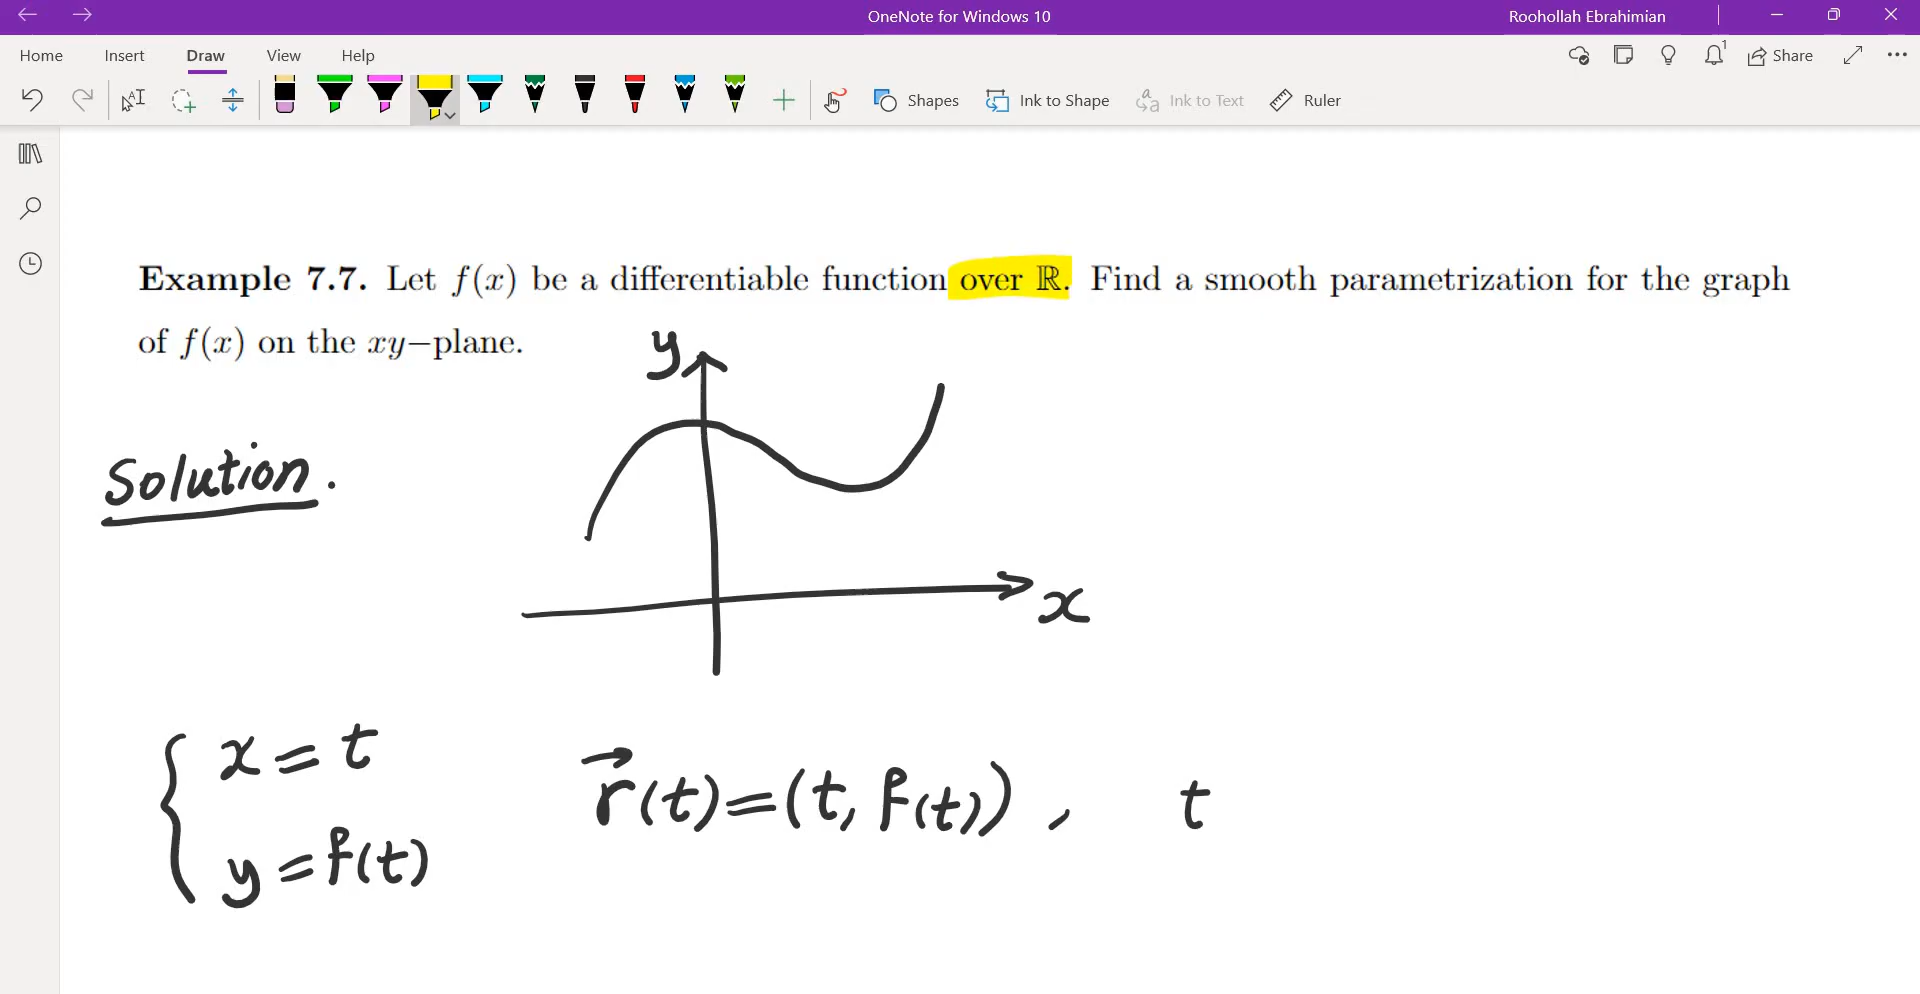 OneNote for Windows 10
Roohollah Ebrahimian
Home Insert Draw View Help
1
Share
Shapes
Ink to Shape
Ink to Text
Ruler
Example 7.7. Let f(x) be a differentiable function over ℝ. Find a smooth parametrization for the graph
of f(x) on the xy−plane.
y
Solution.
x
x = t
y = f(t)
r⃗(t) = (t, f(t)), t